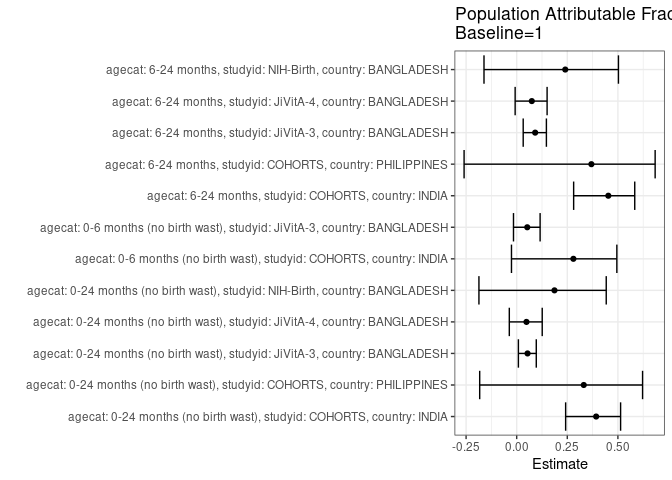 Population Attributable Frac
Baseline=1
agecat: 6-24 months, studyid: NIH-Birth, country: BANGLADESH
agecat: 6-24 months, studyid: JiVitA-4, country: BANGLADESH
agecat: 6-24 months, studyid: JiVitA-3, country: BANGLADESH
agecat: 6-24 months, studyid: COHORTS, country: PHILIPPINES
agecat: 6-24 months, studyid: COHORTS, country: INDIA
agecat: 0-6 months (no birth wast), studyid: JiVitA-3, country: BANGLADESH
agecat: 0-6 months (no birth wast), studyid: COHORTS, country: INDIA
agecat: 0-24 months (no birth wast), studyid: NIH-Birth, country: BANGLADESH
agecat: 0-24 months (no birth wast), studyid: JiVitA-4, country: BANGLADESH
agecat: 0-24 months (no birth wast), studyid: JiVitA-3, country: BANGLADESH
agecat: 0-24 months (no birth wast), studyid: COHORTS, country: PHILIPPINES
agecat: 0-24 months (no birth wast), studyid: COHORTS, country: INDIA
-0.25 0.00 0.25 0.50
Estimate